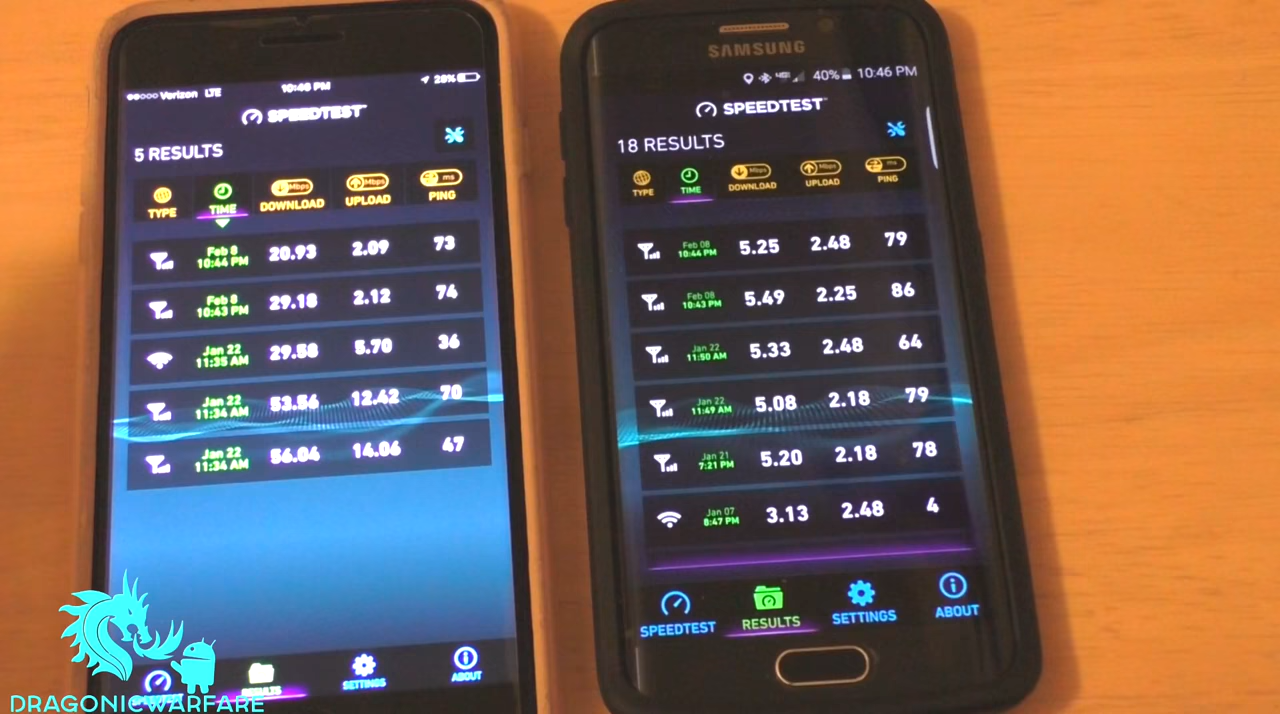 Verizon LTE 10:46 PM 28%
SPEEDTEST
5 RESULTS
TYPE TIME Mbps DOWNLOAD Mbps UPLOAD ms PING
Feb 8 10:44 PM 20.93 2.09 73
Feb 8 10:43 PM 29.18 2.12 74
Jan 22 11:35 AM 29.58 5.70 36
Jan 22 11:34 AM 53.56 12.42 70
Jan 22 11:34 AM 56.04 14.06 47
RESULTS SETTINGS ABOUT
SAMSUNG
40% 10:46 PM
SPEEDTEST
18 RESULTS
TYPE TIME Mbps DOWNLOAD Mbps UPLOAD ms PING
Feb 08 10:44 PM 5.25 2.48 79
Feb 08 10:43 PM 5.49 2.25 86
Jan 22 11:50 AM 5.33 2.48 64
Jan 22 11:49 AM 5.08 2.18 79
Jan 21 7:21 PM 5.20 2.18 78
Jan 07 8:47 PM 3.13 2.48 4
SPEEDTEST RESULTS SETTINGS ABOUT
DRAGONICWARFARE